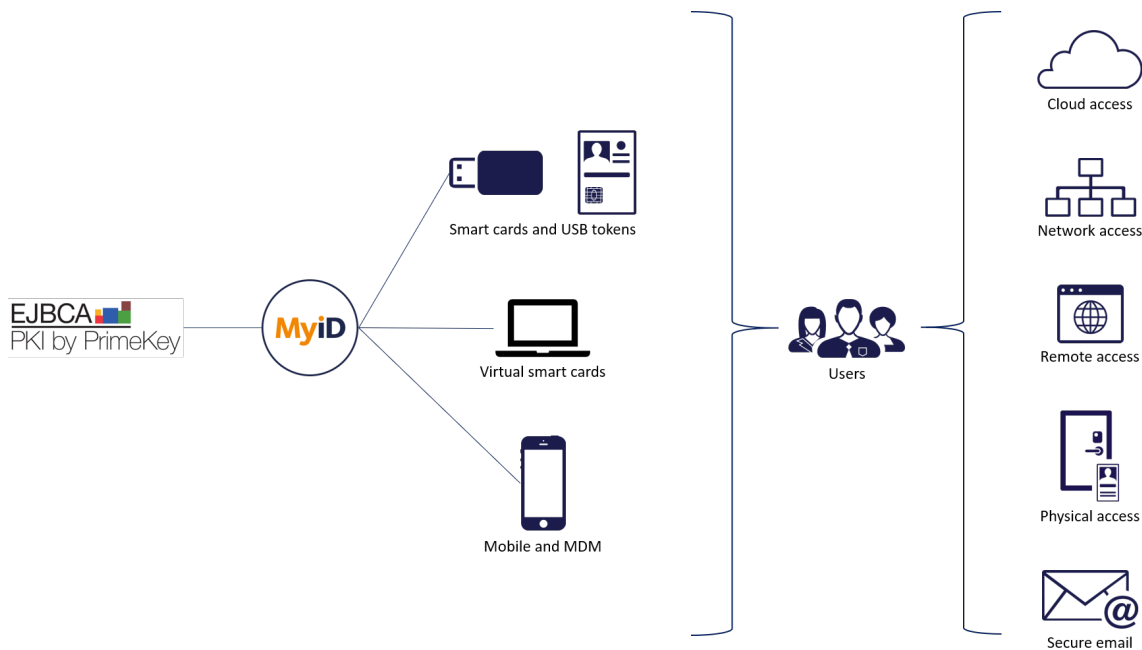 EJBCA
PKI by PrimeKey
MyiD
Smart cards and USB tokens
Virtual smart cards
Mobile and MDM
Users
Cloud access
Network access
Remote access
Physical access
@
Secure email